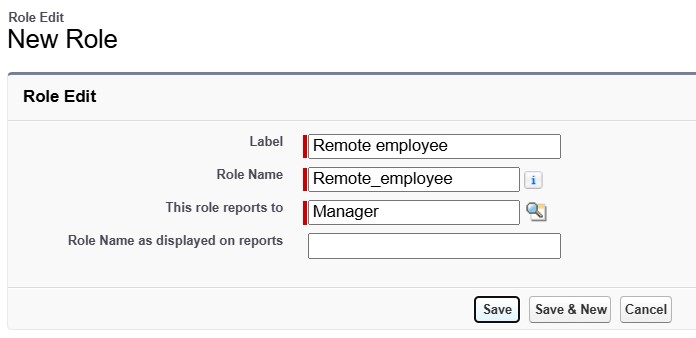 Role Edit
New Role
Role Edit
Label Remote employee
Role Name Remote_employee i
This role reports to Manager
Role Name as displayed on reports
Save Save & New Cancel